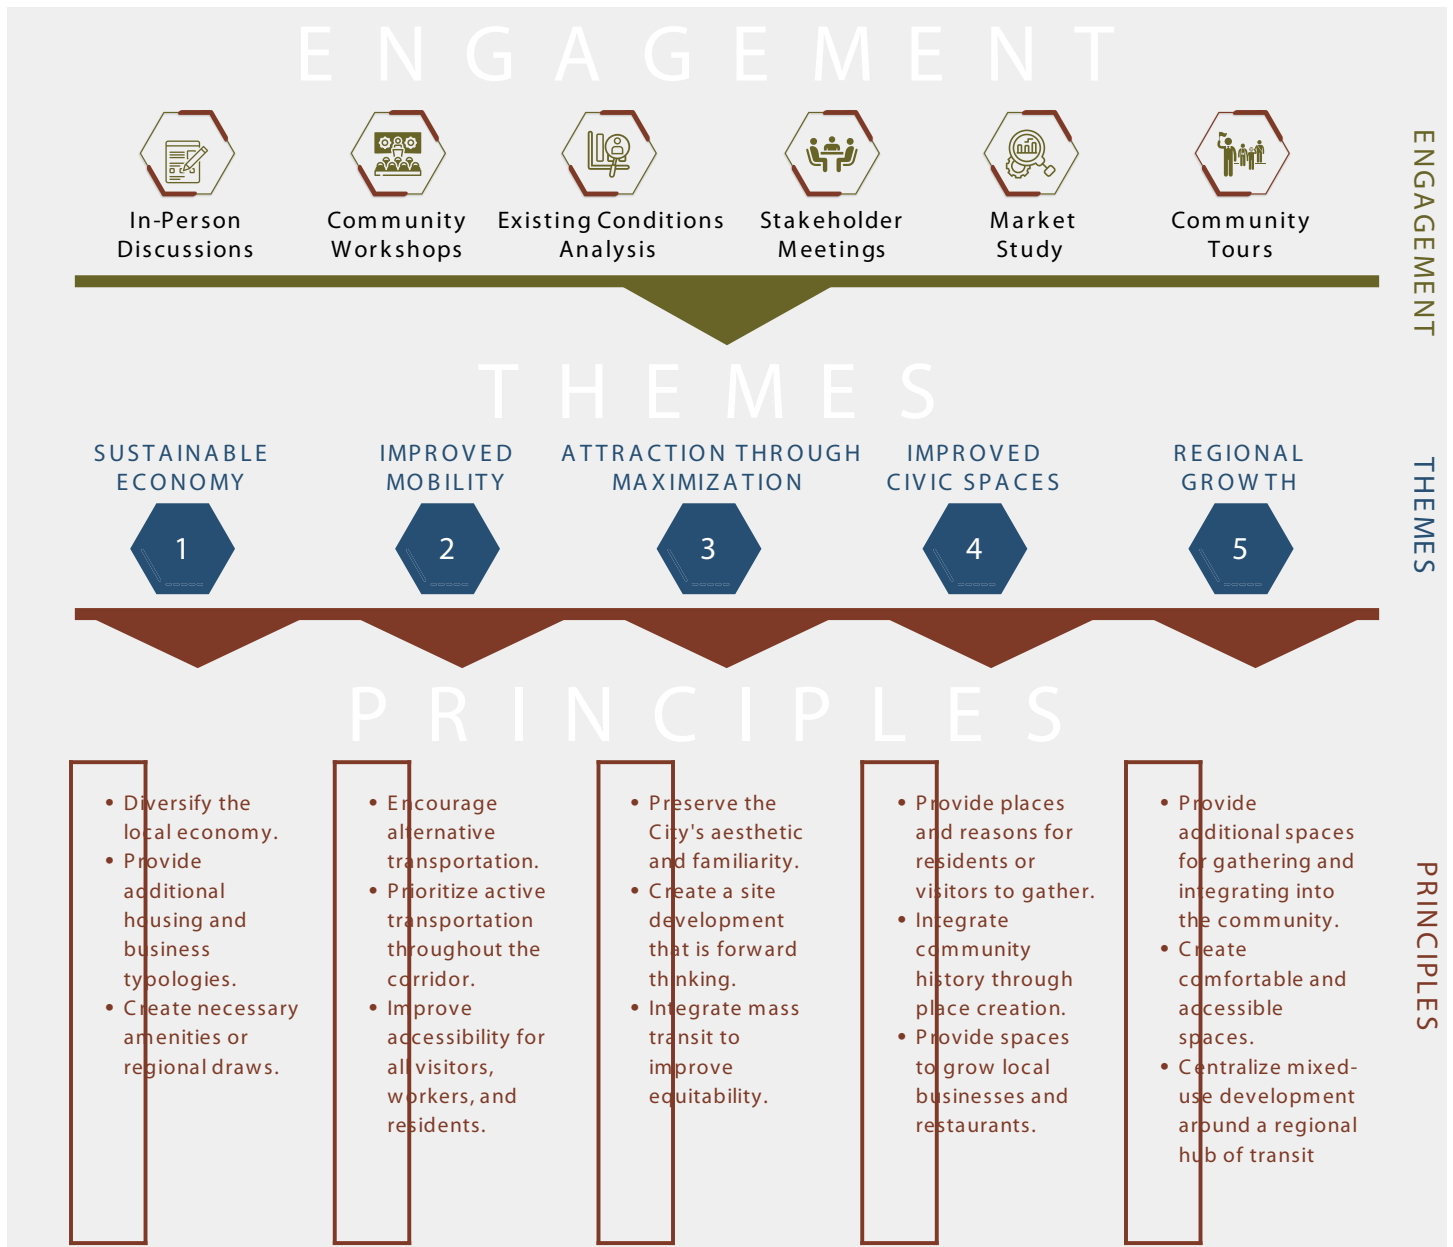 ENGAGEMENT
In-Person
Discussions
Community
Workshops
Existing Conditions
Analysis
Stakeholder
Meetings
Market
Study
Community
Tours
ENGAGEMENT
THEMES
SUSTAINABLE
ECONOMY
1
IMPROVED
MOBILITY
2
ATTRACTION THROUGH
MAXIMIZATION
3
IMPROVED
CIVIC SPACES
4
REGIONAL
GROWTH
5
THEMES
PRINCIPLES
• Diversify the
local economy.
• Provide
additional
housing and
business
typologies.
• Create necessary
amenities or
regional draws.
• Encourage
alternative
transportation.
• Prioritize active
transportation
throughout the
corridor.
• Improve
accessibility for
all visitors,
workers, and
residents.
• Preserve the
City's aesthetic
and familiarity.
• Create a site
development
that is forward
thinking.
• Integrate mass
transit to
improve
equitability.
• Provide places
and reasons for
residents or
visitors to gather.
• Integrate
community
history through
place creation.
• Provide spaces
to grow local
businesses and
restaurants.
• Provide
additional spaces
for gathering and
integrating into
the community.
• Create
comfortable and
accessible
spaces.
• Centralize mixed-
use development
around a regional
hub of transit
PRINCIPLES